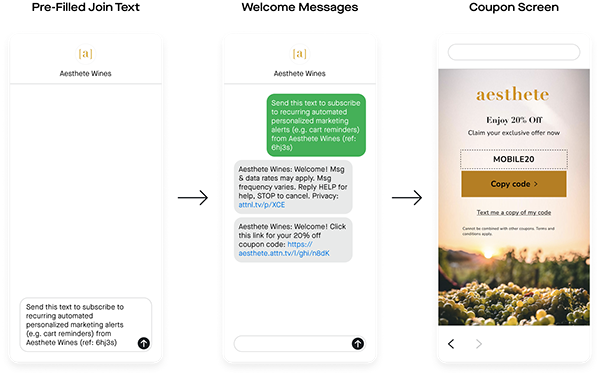 Pre-Filled Join Text
[a]
Aesthete Wines
Send this text to subscribe to
recurring automated
personalized marketing alerts
(e.g. cart reminders) from
Aesthete Wines (ref: 6hj3s)
Welcome Messages
[a]
Aesthete Wines
Send this text to subscribe
to recurring automated
personalized marketing
alerts (e.g. cart reminders)
from Aesthete Wines (ref:
6hj3s)
Aesthete Wines: Welcome! Msg
& data rates may apply. Msg
frequency varies. Reply HELP for
help, STOP to cancel. Privacy:
attnl.tv/p/XCE
Aesthete Wines: Welcome! Click
this link for your 20% off
coupon code: https://
aesthete.attn.tv/l/ghi/n8dK
Coupon Screen
aesthete
Enjoy 20% Off
Claim your exclusive offer now
MOBILE20
Copy code >
Text me a copy of my code
Cannot be combined with other coupons. Terms and
conditions apply.